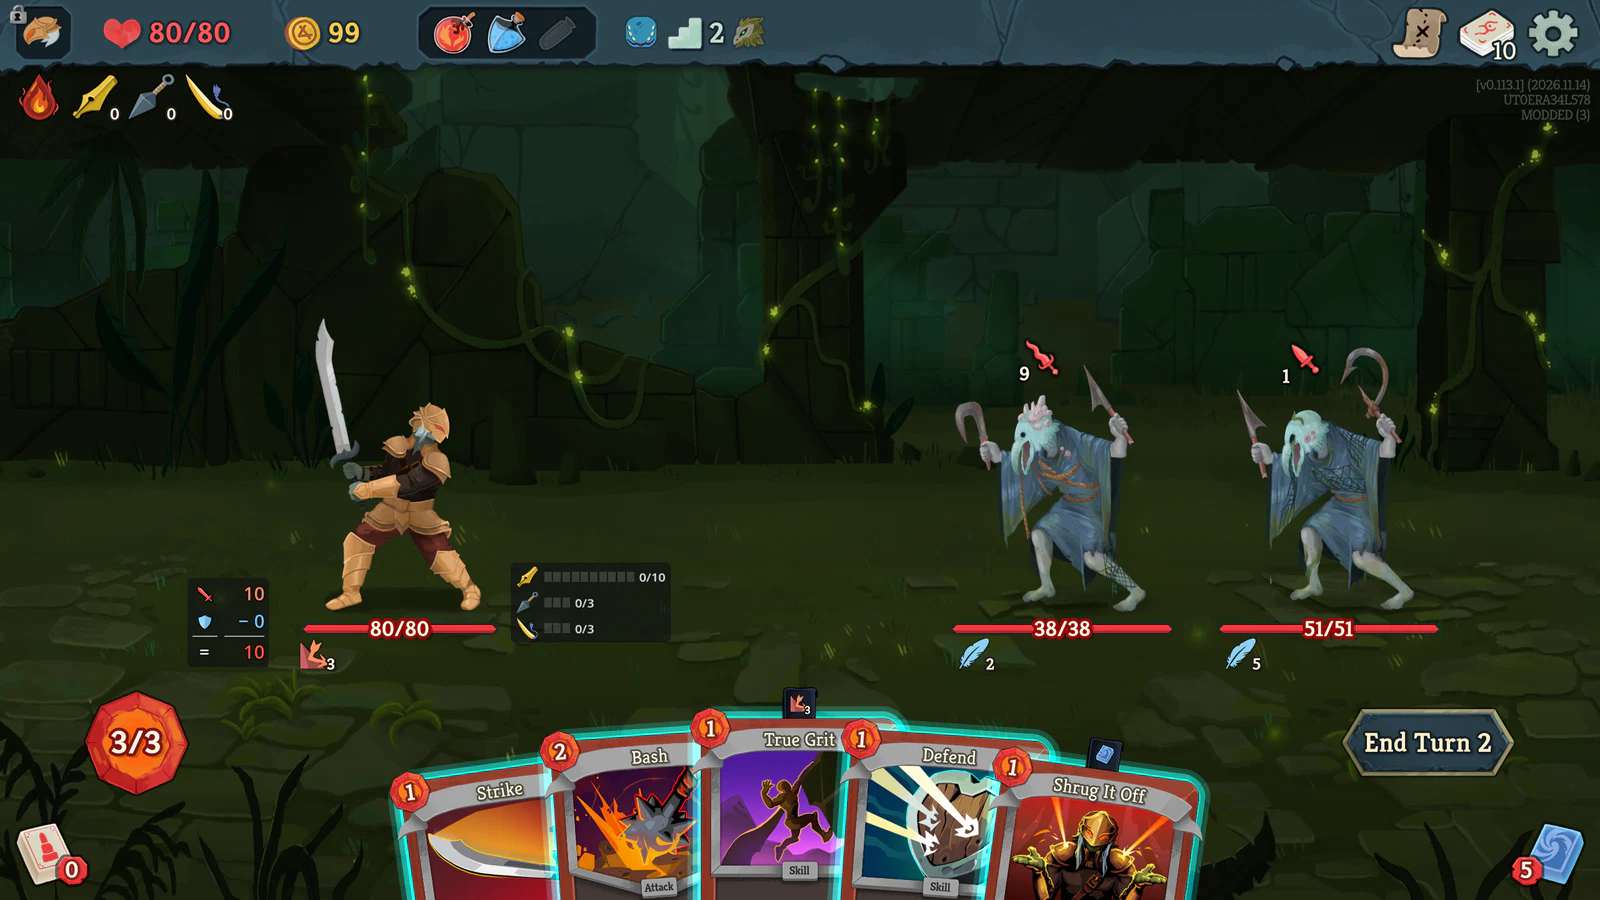 80/80
99
2
10
0
0
0
[v0.113.1] (2026.11.14)
UT0ERA34L578
MODDED (3)
9
1
10
- 0
= 10
0/10
0/3
0/3
80/80
3
38/38
2
51/51
5
3/3
1
Strike
2
Bash
Attack
3
1
True Grit
Skill
1
Defend
Skill
1
Shrug It Off
End Turn 2
0
5